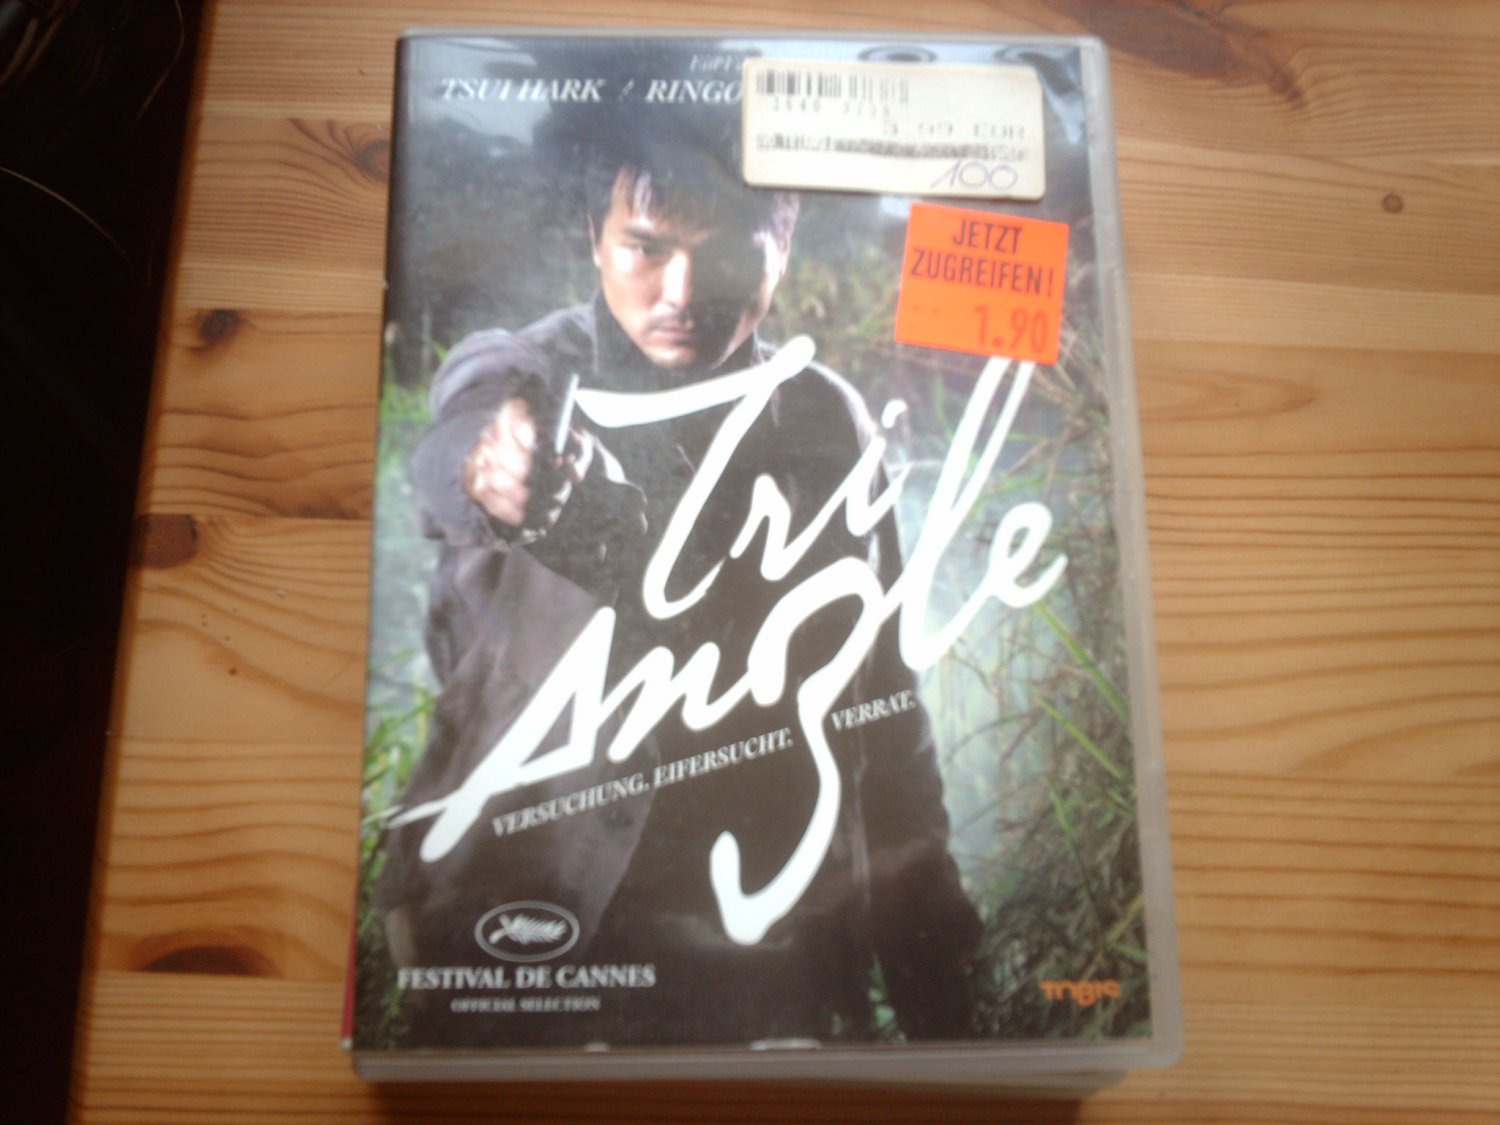 TSUI HARK / RINGO
3.99 EUR
100
JETZT
ZUGREIFEN!
1.90
Tri
Angle
VERSUCHUNG. EIFERSUCHT. VERRAT.
FESTIVAL DE CANNES
OFFICIAL SELECTION
TOBIS